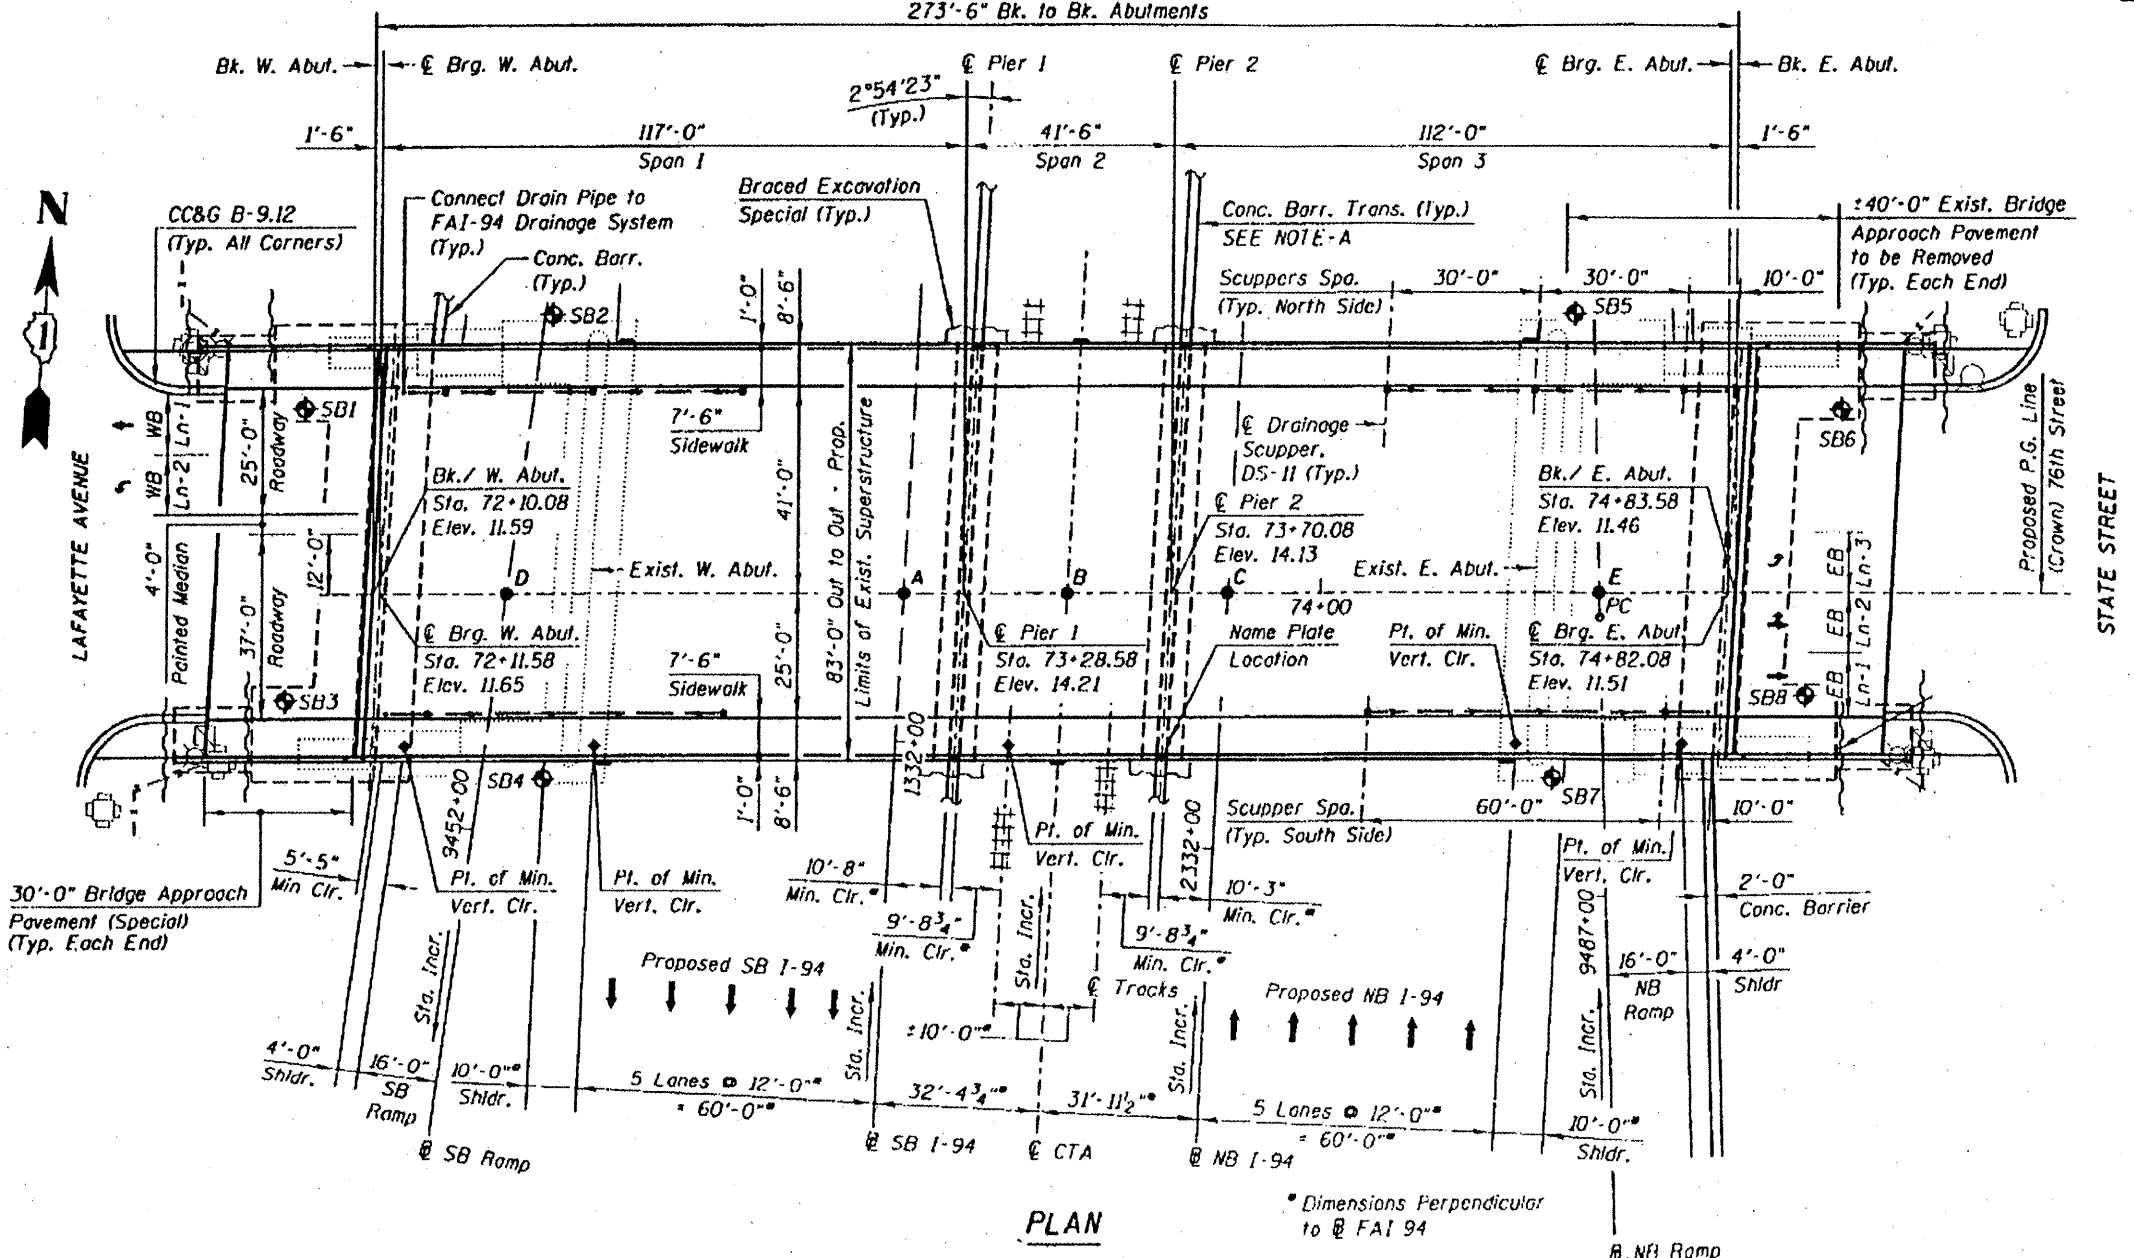 273'-6" Bk. to Bk. Abutments
Bk. W. Abut.
℄ Brg. W. Abut.
℄ Pier 1
℄ Pier 2
℄ Brg. E. Abut.
Bk. E. Abut.
2°54'23"
(Typ.)
1'-6"
117'-0"
Span 1
41'-6"
Span 2
112'-0"
Span 3
1'-6"
N
CC&G B-9.12
(Typ. All Corners)
Connect Drain Pipe to
FAI-94 Drainage System
(Typ.)
Conc. Barr.
(Typ.)
Braced Excavation
Special (Typ.)
Conc. Barr. Trans. (Typ.)
SEE NOTE-A
±40'-0" Exist. Bridge
Approach Pavement
to be Removed
(Typ. Each End)
Scuppers Spa.
(Typ. North Side)
30'-0"
30'-0"
10'-0"
1'-0"
8'-6"
SB2
SB5
SB1
SB6
LAFAYETTE AVENUE
WB
Ln-1
WB
Ln-2
25'-0"
Roadway
7'-6"
Sidewalk
41'-0"
83'-0" Out to Out - Prop.
Limits of Exist. Superstructure
℄ Drainage
Scupper.
DS-11 (Typ.)
Bk./ W. Abut.
Sta. 72+10.08
Elev. 11.59
℄ Pier 2
Sta. 73+70.08
Elev. 14.13
Bk./ E. Abut.
Sta. 74+83.58
Elev. 11.46
Proposed P.G. Line
(Crown) 76th Street
STATE STREET
4'-0"
Painted Median
12'-0"
37'-0"
Roadway
Exist. W. Abut.
Exist. E. Abut.
D
A
B
C
E
PC
74+00
EB
Ln-3
EB
Ln-2
EB
Ln-1
℄ Brg. W. Abut.
Sta. 72+11.58
Elev. 11.65
7'-6"
Sidewalk
25'-0"
℄ Pier 1
Sta. 73+28.58
Elev. 14.21
Name Plate
Location
Pt. of Min.
Vert. Clr.
℄ Brg. E. Abut
Sta. 74+82.08
Elev. 11.51
SB3
SB8
SB4
SB7
9452+00
1'-0"
8'-6"
1332+00
2332+00
9487+00
Scupper Spa.
(Typ. South Side)
60'-0"
10'-0"
Pt. of Min.
Vert. Clr.
Pt. of Min.
Vert. Clr.
5'-5"
Min Clr.
Pt. of Min.
Vert. Clr.
Pt. of Min.
Vert. Clr.
10'-8"
Min. Clr.*
10'-3"
Min. Clr.*
2'-0"
Conc. Barrier
30'-0" Bridge Approach
Pavement (Special)
(Typ. Each End)
9'-8¾"
Min. Clr.*
9'-8¾"
Min. Clr.*
Sta. Incr.
Sta. Incr.
Sta. Incr.
Sta. Incr.
Sta. Incr.
Proposed SB I-94
℄ Tracks
Proposed NB I-94
16'-0"
NB
Ramp
4'-0"
Shldr
±10'-0"*
4'-0"
Shldr.
16'-0"
SB
Ramp
10'-0"*
Shldr.
5 Lanes @ 12'-0"*
= 60'-0"*
32'-4¾"*
31'-11½"*
5 Lanes @ 12'-0"*
= 60'-0"*
10'-0"*
Shldr.
℄ SB Ramp
℄ SB I-94
℄ CTA
℄ NB I-94
* Dimensions Perpendicular
to ℄ FAI 94
PLAN
NB Ramp